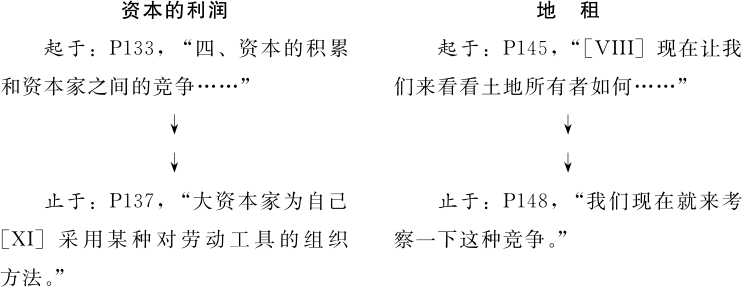 资本的利润
起于：P133，“四、资本的积累
和资本家之间的竞争……”
↓
↓
止于：P137，“大资本家为自己
[XI] 采用某种对劳动工具的组织
方法。”
地 租
起于：P145，“[VIII] 现在让我
们来看看土地所有者如何……”
↓
↓
止于：P148，“我们现在就来考
察一下这种竞争。”